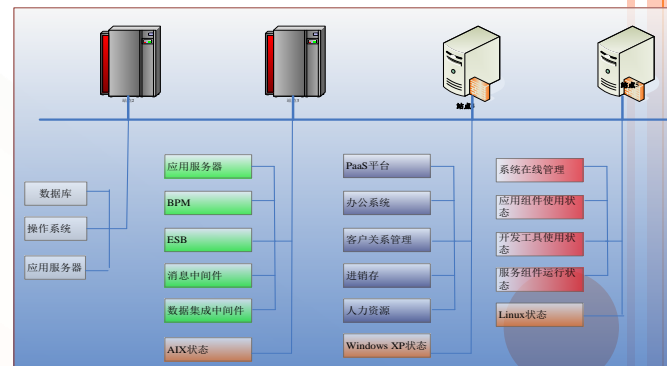 数据库
操作系统
应用服务器
应用服务器
BPM
ESB
消息中间件
数据集成中间件
AIX状态
PaaS平台
办公系统
客户关系管理
进销存
人力资源
Windows XP状态
系统在线管理
应用组件使用状
态
开发工具使用状
态
服务组件运行状
态
Linux状态